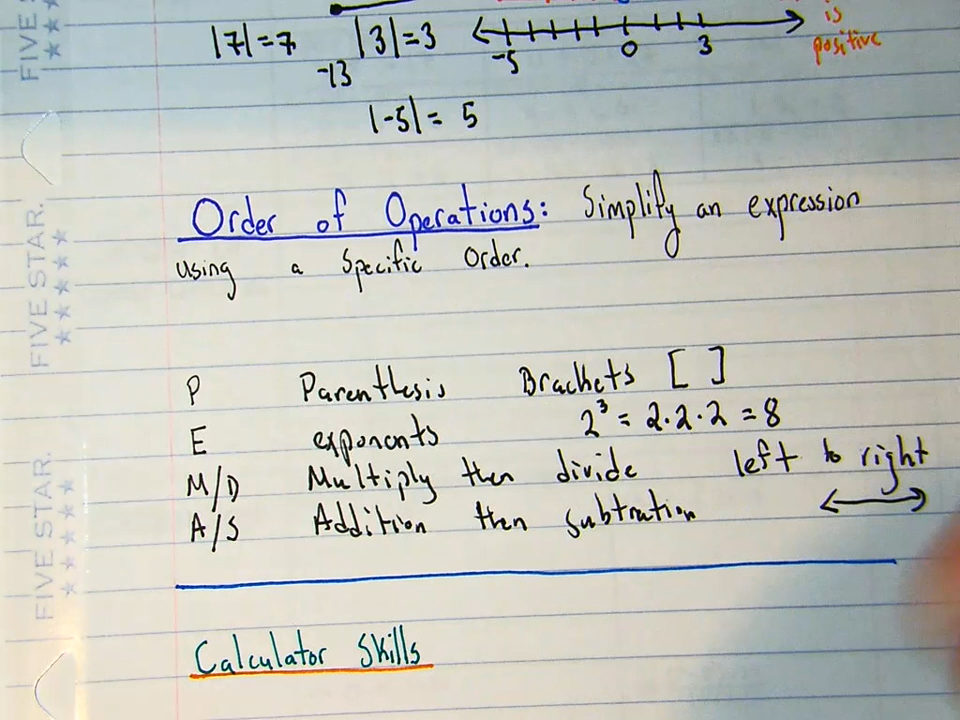 is
positive
|7|=7 |3|=3
-5 0 3
-13
|-5|= 5
Order of Operations: Simplify an expression
using a specific order.
P Parenthesis Brackets [ ]
E exponents 2³ = 2·2·2 = 8
M/D Multiply then divide left to right
A/S Addition then subtration
Calculator Skills
FIVE STAR.
FIVE STAR.
FIVE STAR.